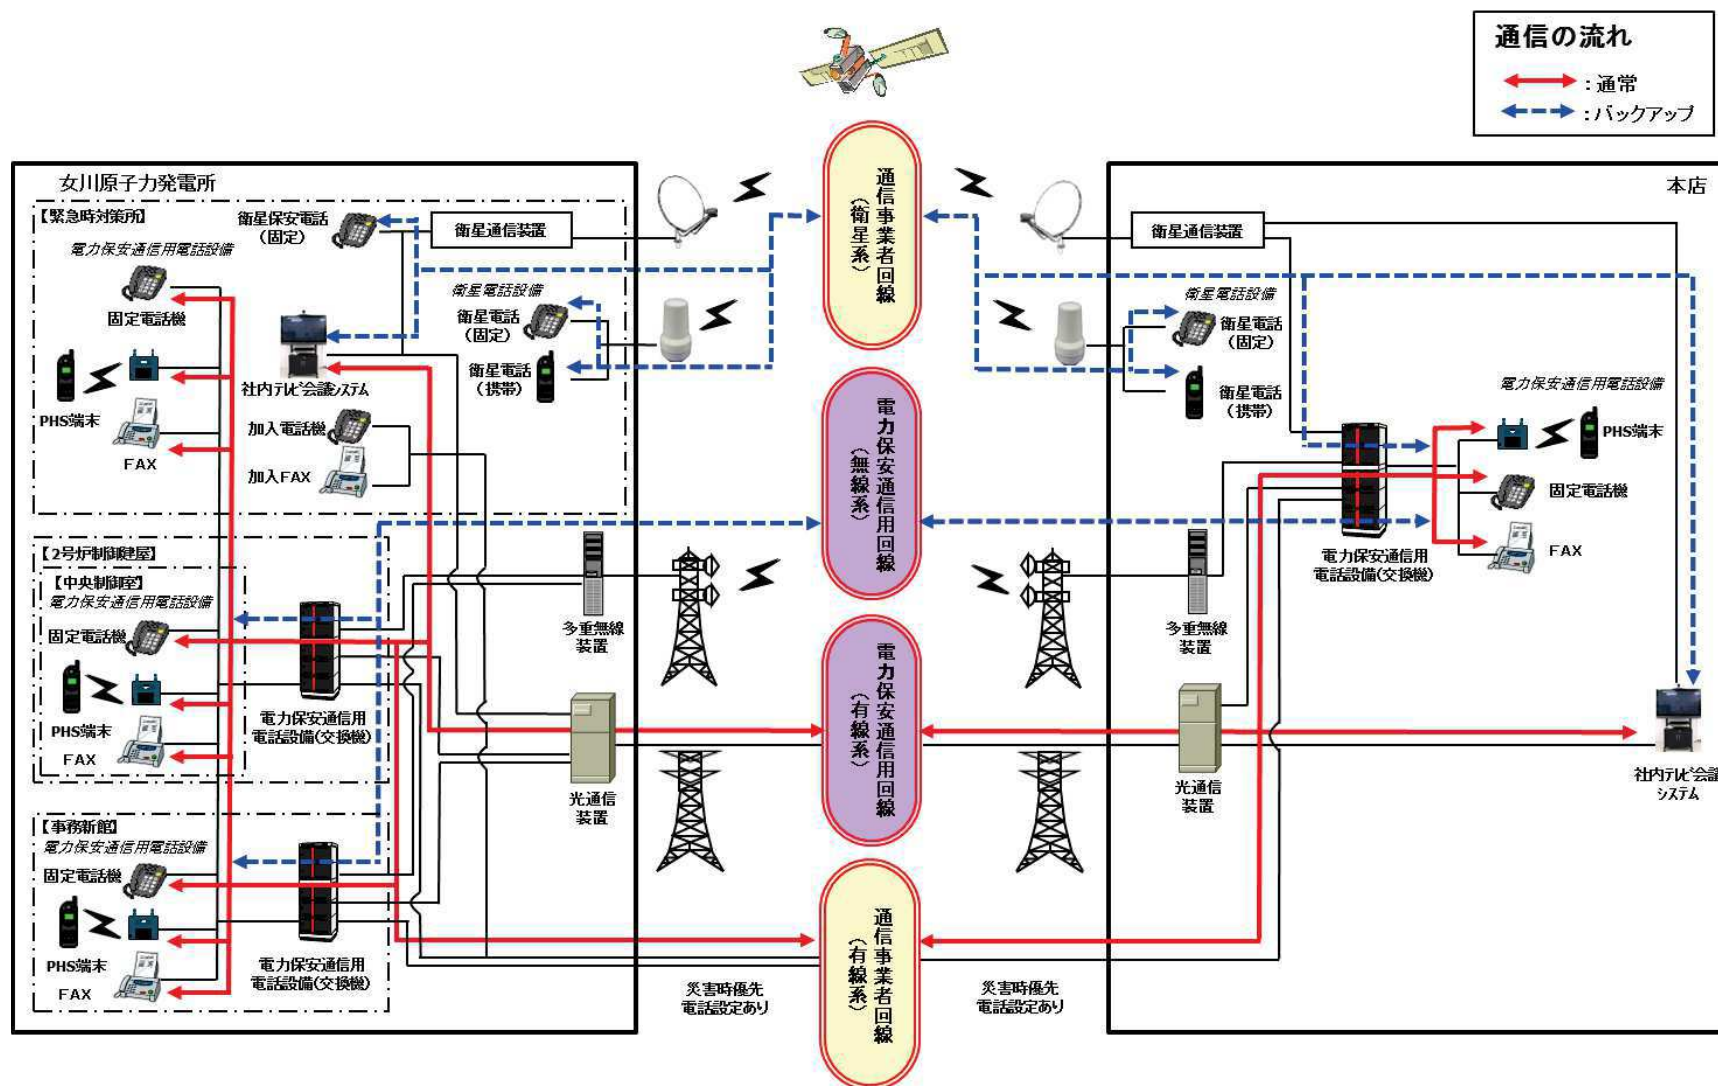 通信の流れ
：通常
：バックアップ
女川原子力発電所
【緊急時対策所】
衛星保安電話
（固定）
衛星通信装置
電力保安通信用電話設備
固定電話機
PHS端末
FAX
社内テレビ会議システム
衛星電話設備
衛星電話
（固定）
衛星電話
（携帯）
加入電話機
加入FAX
【2号炉制御建屋】
【中央制御室】
電力保安通信用電話設備
固定電話機
PHS端末
FAX
電力保安通信用
電話設備(交換機)
多重無線
装置
光通信
装置
【事務新館】
電力保安通信用電話設備
固定電話機
PHS端末
FAX
電力保安通信用
電話設備(交換機)
災害時優先
電話設定あり
通信事業者回線
（衛星系）
電力保安通信用回線
（無線系）
電力保安通信用回線
（有線系）
通信事業者回線
（有線系）
本店
衛星通信装置
衛星電話設備
衛星電話
（固定）
衛星電話
（携帯）
電力保安通信用電話設備
PHS端末
固定電話機
FAX
電力保安通信用
電話設備(交換機)
多重無線
装置
光通信
装置
社内テレビ会議
システム
災害時優先
電話設定あり